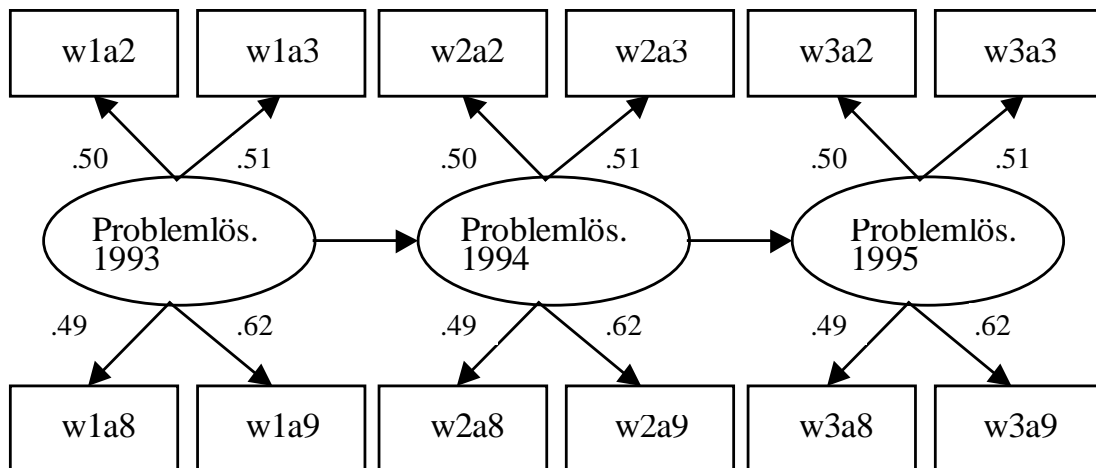 w1a2 w1a3 w2a2 w2a3 w3a2 w3a3
.50 .51 .50 .51 .50 .51
Problemlös. Problemlös. Problemlös.
1993 1994 1995
.49 .62 .49 .62 .49 .62
w1a8 w1a9 w2a8 w2a9 w3a8 w3a9